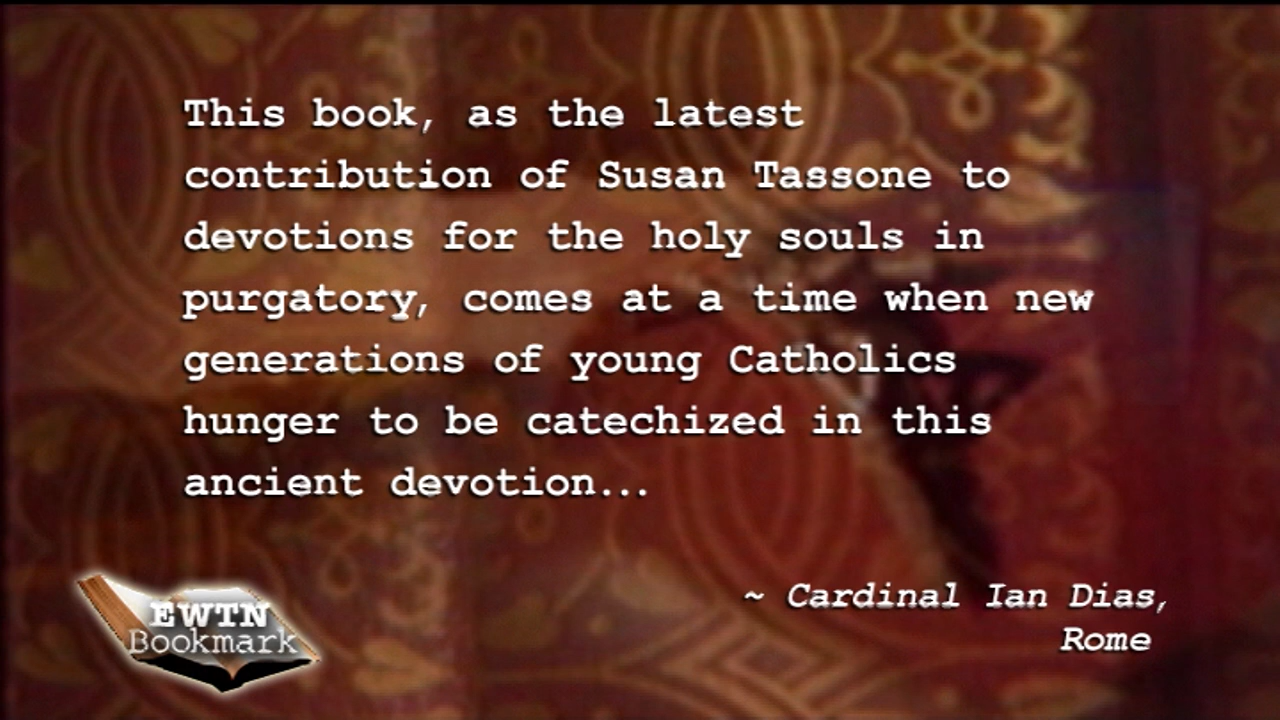 This book, as the latest
contribution of Susan Tassone to
devotions for the holy souls in
purgatory, comes at a time when new
generations of young Catholics
hunger to be catechized in this
ancient devotion...
~ Cardinal Ian Dias,
Rome
EWTN
Bookmark